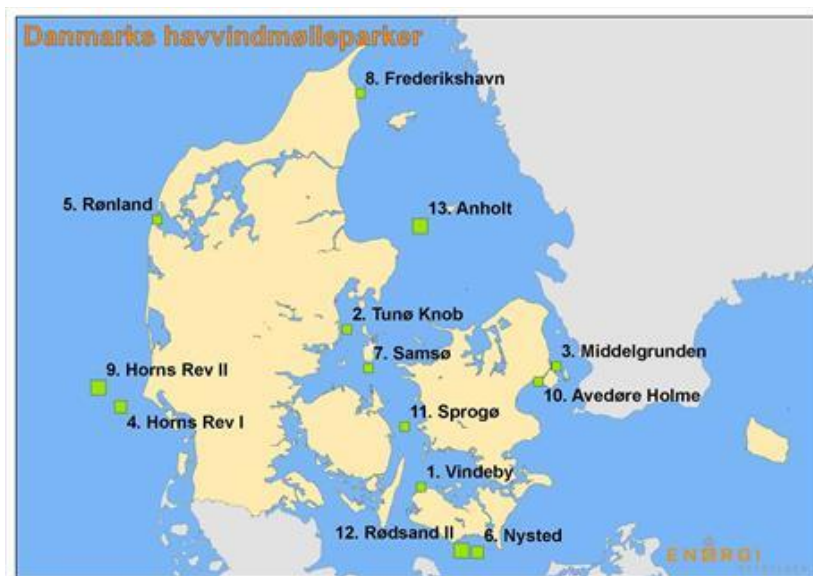 Danmarks havvindmølleparker
8. Frederikshavn
5. Rønland
13. Anholt
2. Tunø Knob
7. Samsø
3. Middelgrunden
9. Horns Rev II
10. Avedøre Holme
4. Horns Rev I
11. Sprogø
1. Vindeby
12. Rødsand II
6. Nysted
ENERGI